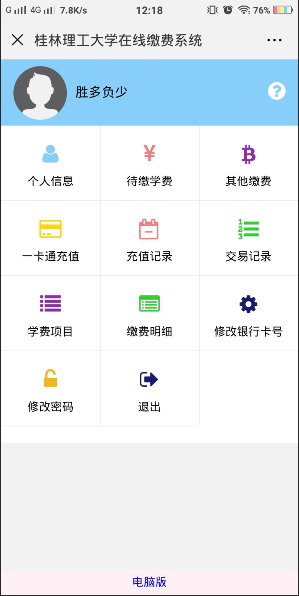 G 4G 7.8K/s 12:18 76%
桂林理工大学在线缴费系统
胜多负少
个人信息 待缴学费 其他缴费
一卡通充值 充值记录 交易记录
学费项目 缴费明细 修改银行卡号
修改密码 退出
电脑版